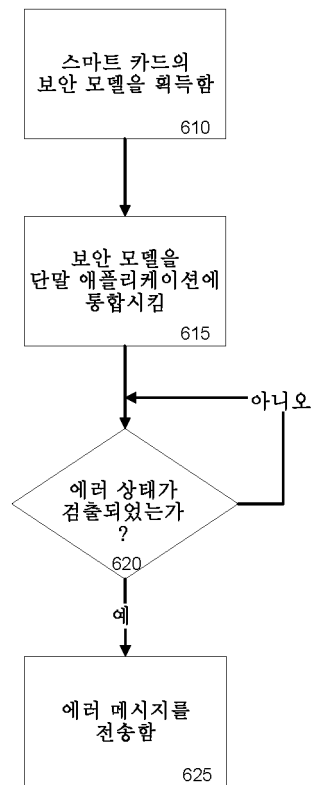 스마트 카드의
보안 모델을 획득함
610
보안 모델을
단말 애플리케이션에
통합시킴
615
아니오
에러 상태가
검출되었는가
?
620
예
에러 메시지를
전송함
625